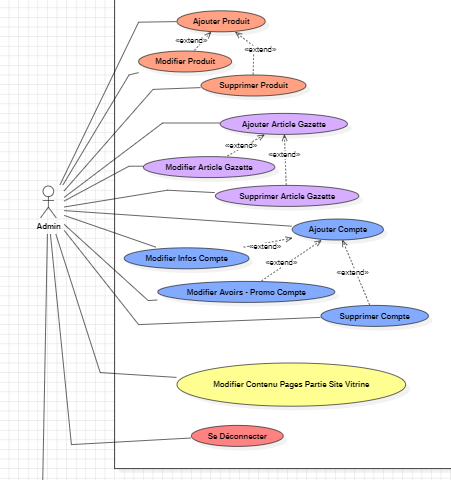 Ajouter Produit
«extend»
«extend»
Modifier Produit
Supprimer Produit
Ajouter Article Gazette
«extend»
«extend»
Modifier Article Gazette
Supprimer Article Gazette
Admin
Ajouter Compte
«extend»
Modifier Infos Compte
«extend»
«extend»
Modifier Avoirs - Promo Compte
Supprimer Compte
Modifier Contenu Pages Partie Site Vitrine
Se Déconnecter